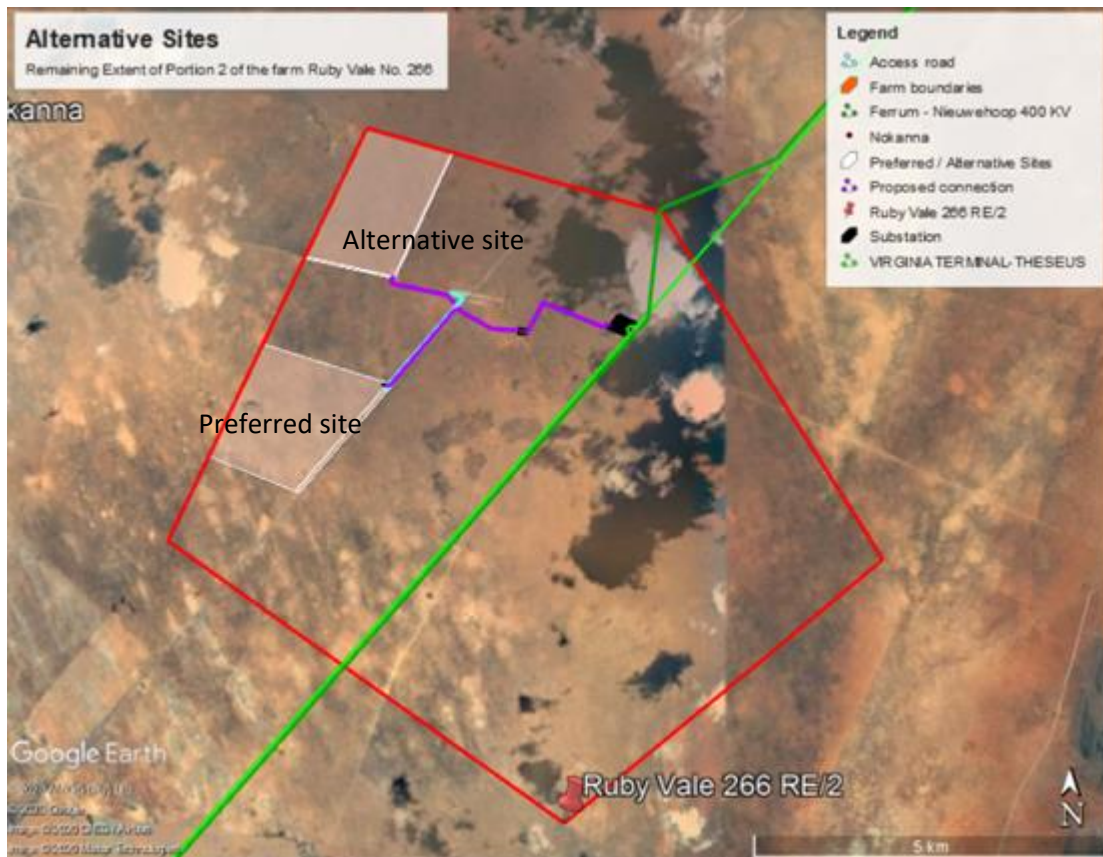 Alternative Sites
Remaining Extent of Portion 2 of the farm Ruby Vale No. 266
kanna
Legend
Access road
Farm boundaries
Ferrum - Nieuwehoop 400 KV
Nokanna
Preferred / Alternative Sites
Proposed connection
Ruby Vale 266 RE/2
Substation
VIRGINIA TERMINAL-THESEUS
Alternative site
Preferred site
Ruby Vale 266 RE/2
Google Earth
N
5 km